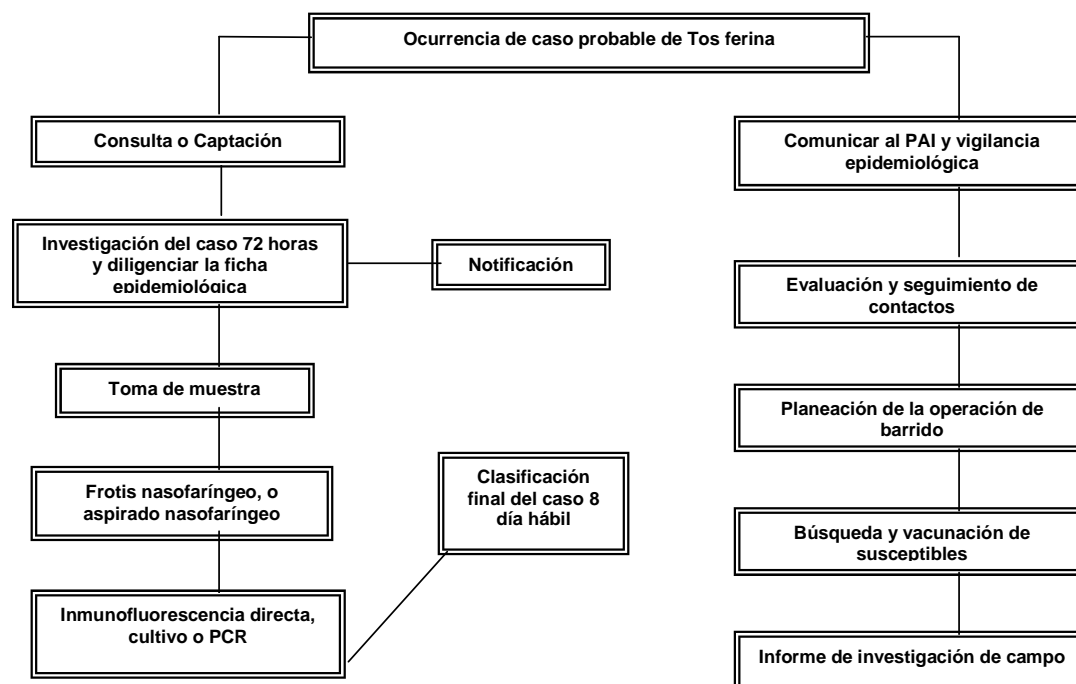 Ocurrencia de caso probable de Tos ferina
Consulta o Captación
Investigación del caso 72 horas
y diligenciar la ficha
epidemiológica
Notificación
Toma de muestra
Frotis nasofaríngeo, o
aspirado nasofaríngeo
Inmunofluorescencia directa,
cultivo o PCR
Clasificación
final del caso 8
día hábil
Comunicar al PAI y vigilancia
epidemiológica
Evaluación y seguimiento de
contactos
Planeación de la operación de
barrido
Búsqueda y vacunación de
susceptibles
Informe de investigación de campo